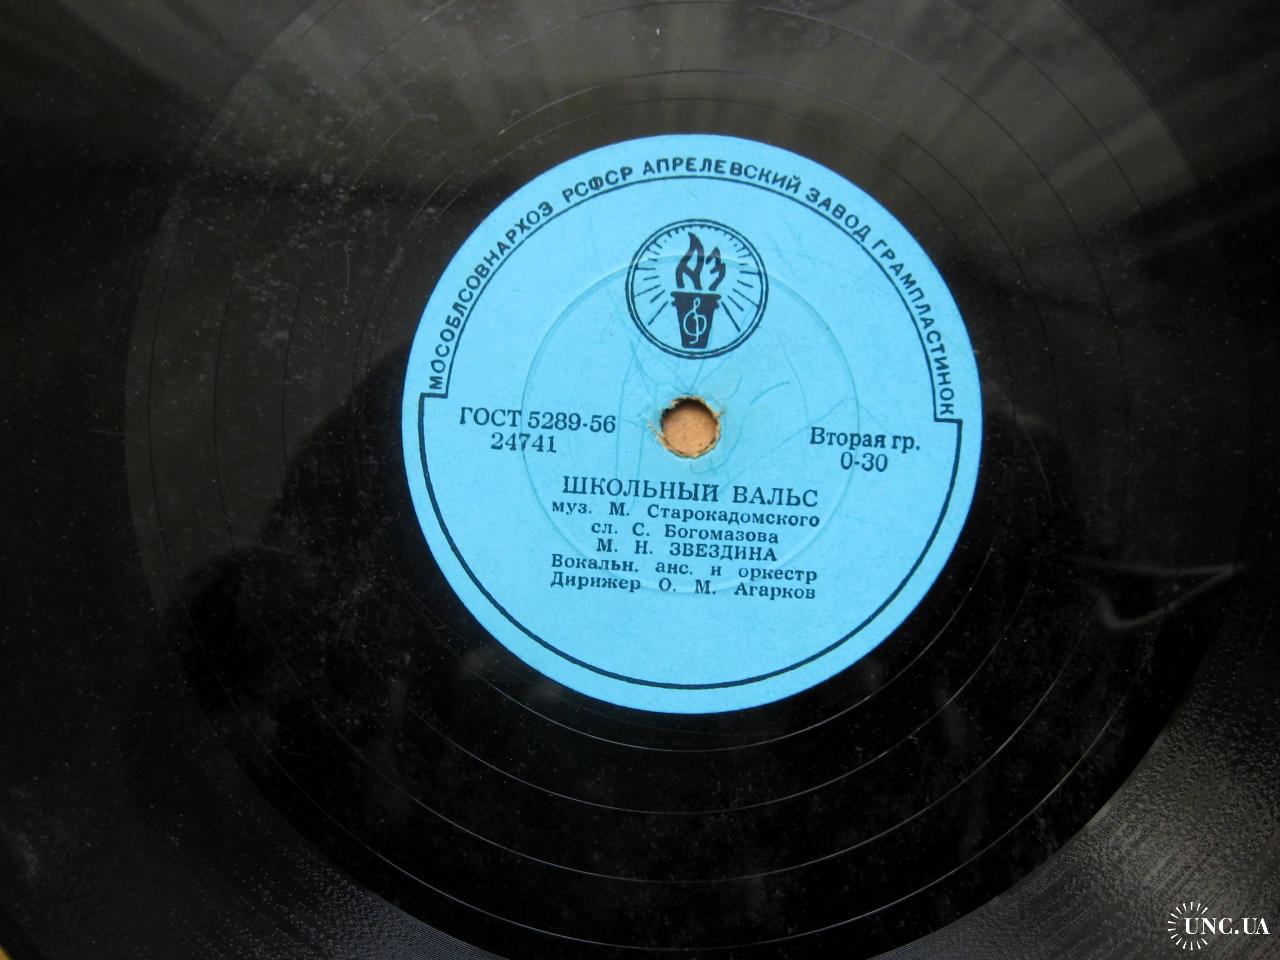 МОСОБЛСОВНАРХОЗ РСФСР АПРЕЛЕВСКИЙ ЗАВОД ГРАМПЛАСТИНОК
АЗ
ГОСТ 5289-56
24741
Вторая гр.
0-30
ШКОЛЬНЫЙ ВАЛЬС
муз. М. Старокадомского
сл. С. Богомазова
М. Н. ЗВЕЗДИНА
Вокальн. анс. и оркестр
Дирижер О. М. Агарков
UNC.UA